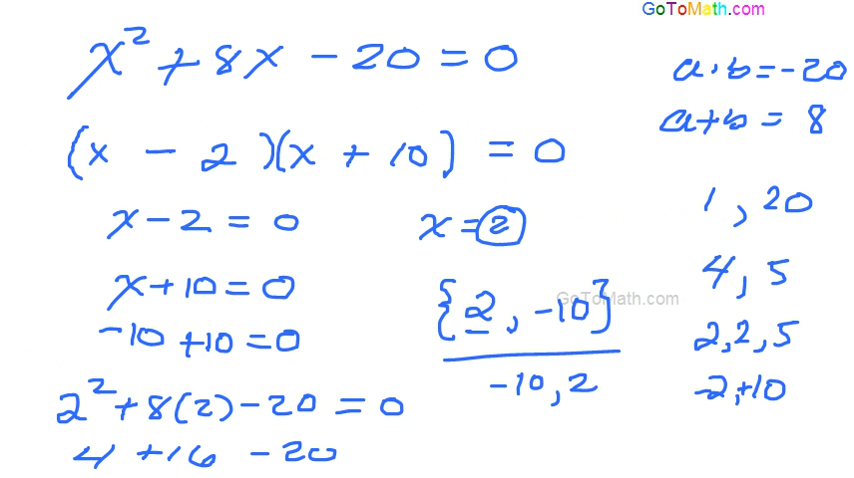 GoToMath.com
x² + 8x - 20 = 0
(x - 2)(x + 10) = 0
x - 2 = 0
x = 2
x + 10 = 0
-10 + 10 = 0
2² + 8(2) - 20 = 0
4 + 16 - 20
{2, -10}
GoToMath.com
-10, 2
a · b = -20
a + b = 8
1, 20
4, 5
2, 2, 5
-2, +10